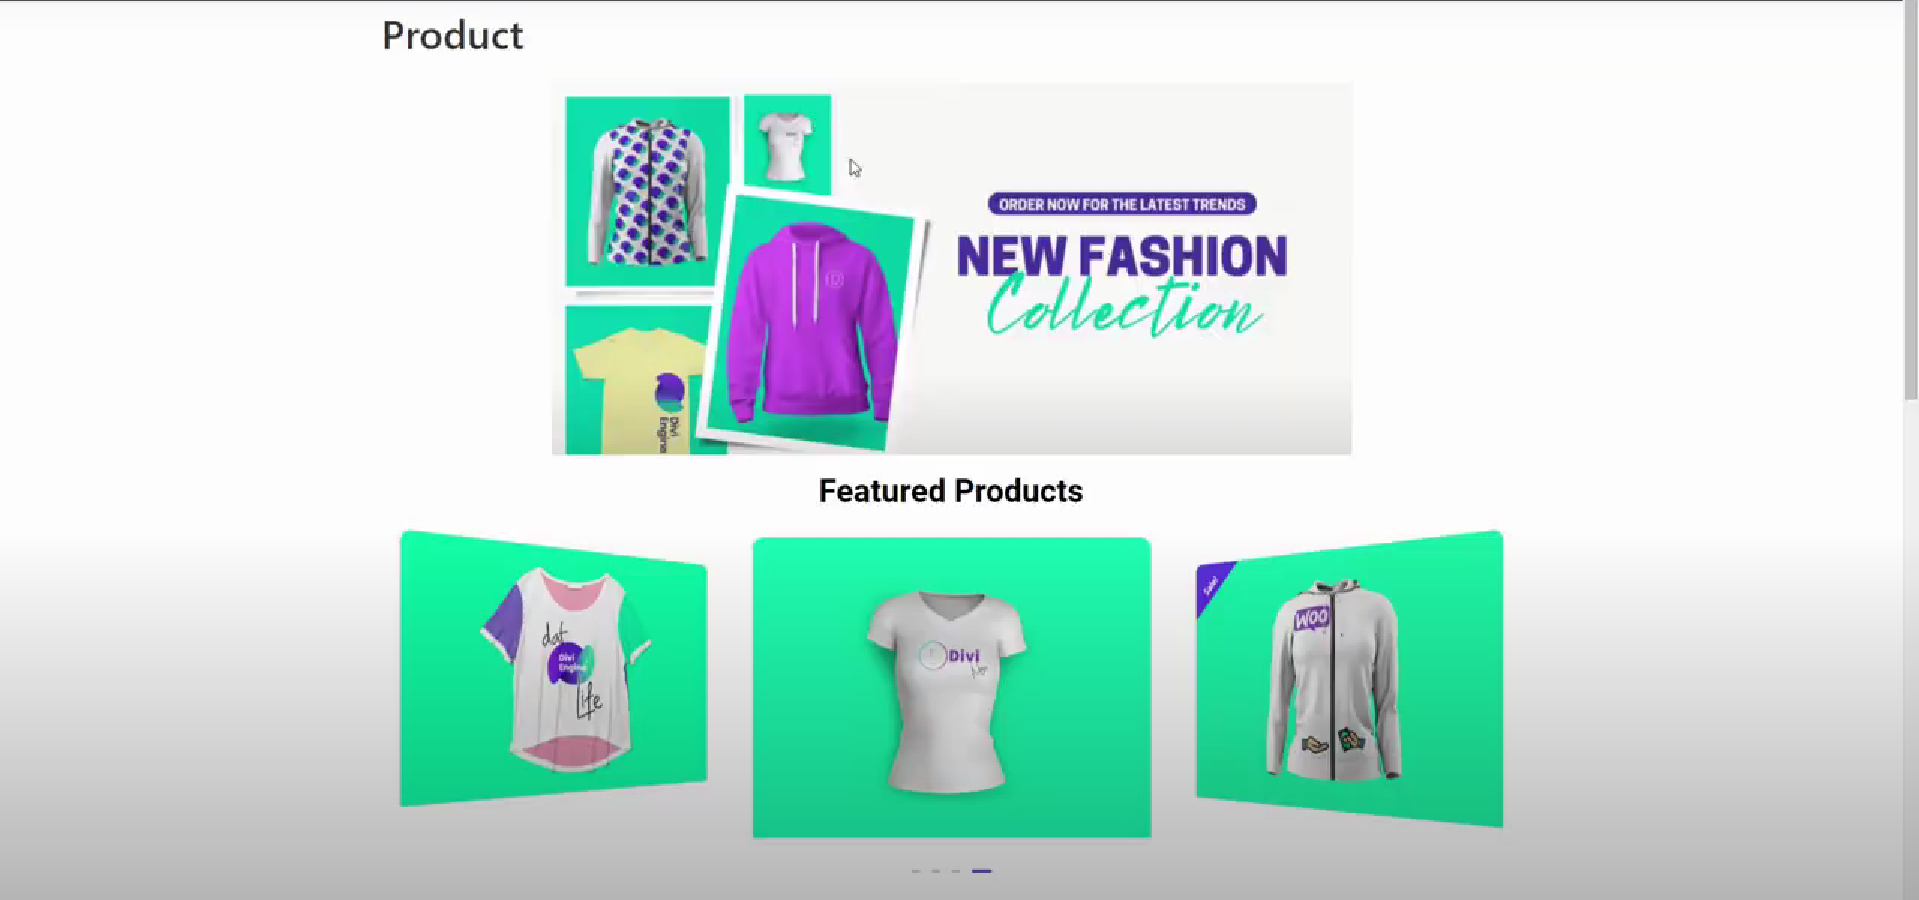 Product
ORDER NOW FOR THE LATEST TRENDS
NEW FASHION
Collection
Divi
Engine
Featured Products
dat
Divi
Engine
Life
Divi
Sale!
WOO